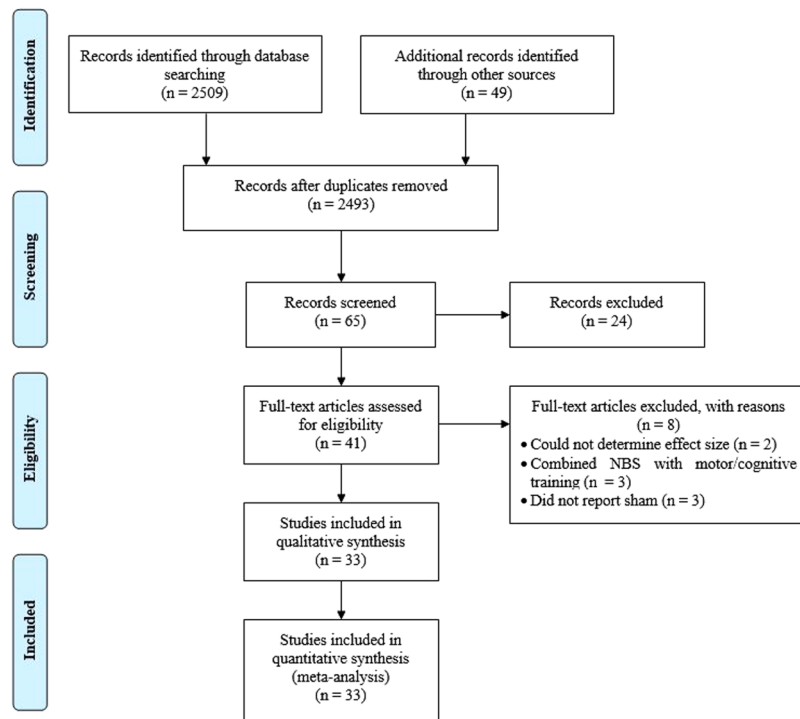 Identification
Records identified through database
searching
(n = 2509)
Additional records identified
through other sources
(n = 49)
Records after duplicates removed
(n = 2493)
Screening
Records screened
(n = 65)
Records excluded
(n = 24)
Eligibility
Full-text articles assessed
for eligibility
(n = 41)
Full-text articles excluded, with reasons
(n = 8)
• Could not determine effect size (n = 2)
• Combined NBS with motor/cognitive
training (n = 3)
• Did not report sham (n = 3)
Studies included in
qualitative synthesis
(n = 33)
Included
Studies included in
quantitative synthesis
(meta-analysis)
(n = 33)